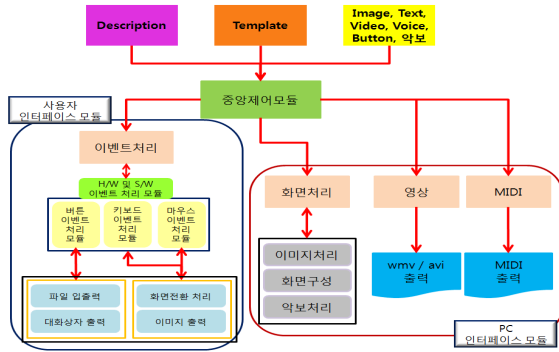 Description
Template
Image, Text,
Video, Voice,
Button, 악보
중앙제어모듈
사용자
인터페이스 모듈
이벤트처리
H/W 및 S/W
이벤트 처리 모듈
버튼
이벤트
처리
모듈
키보드
이벤트
처리
모듈
마우스
이벤트
처리
모듈
파일 입출력
대화상자 출력
화면전환 처리
이미지 출력
화면처리
영상
MIDI
이미지처리
화면구성
악보처리
wmv / avi
출력
MIDI
출력
PC
인터페이스 모듈